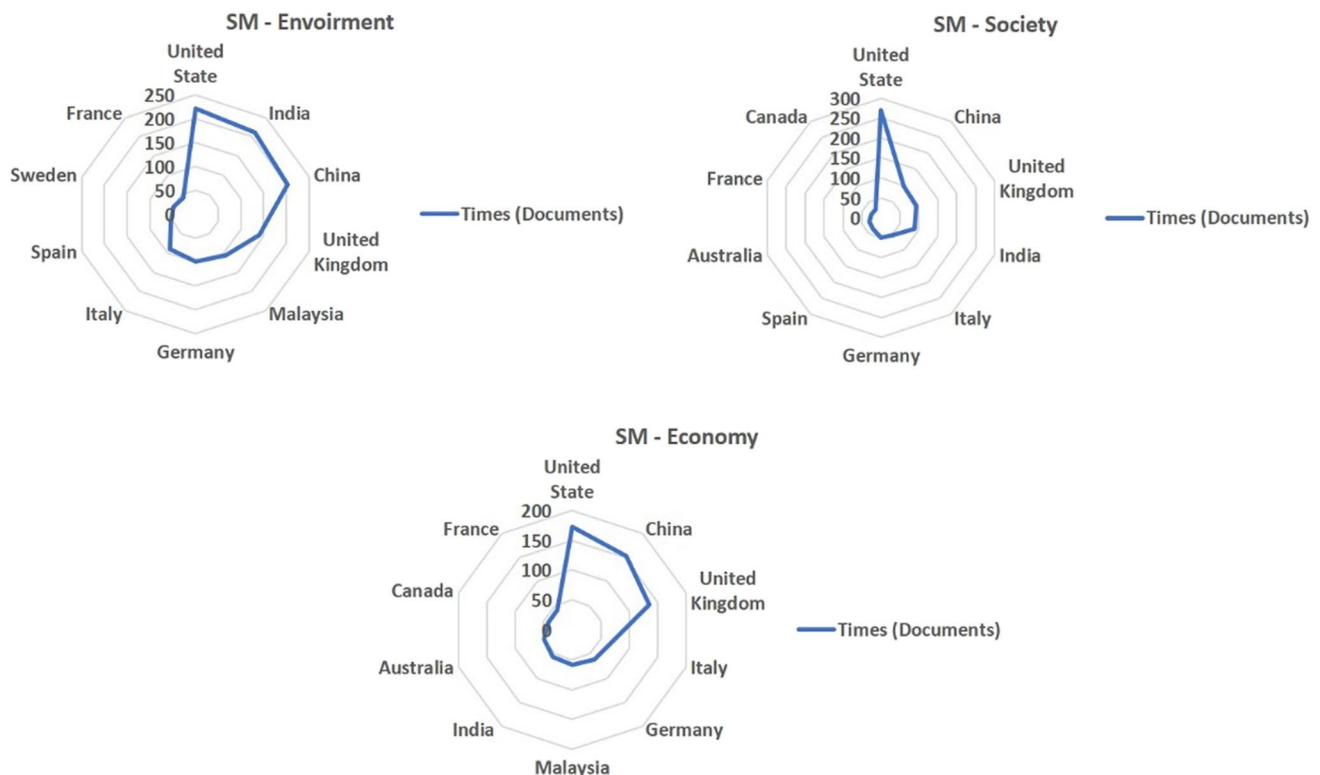 SM - Envoirment
United
State
250
200
150
100
50
0
India
China
United
Kingdom
Malaysia
Germany
Italy
Spain
Sweden
France
Times (Documents)
SM - Society
United
State
300
250
200
150
100
50
0
China
United
Kingdom
India
Italy
Germany
Spain
Australia
France
Canada
Times (Documents)
SM - Economy
United
State
200
150
100
50
0
China
United
Kingdom
Italy
Germany
Malaysia
India
Australia
Canada
France
Times (Documents)